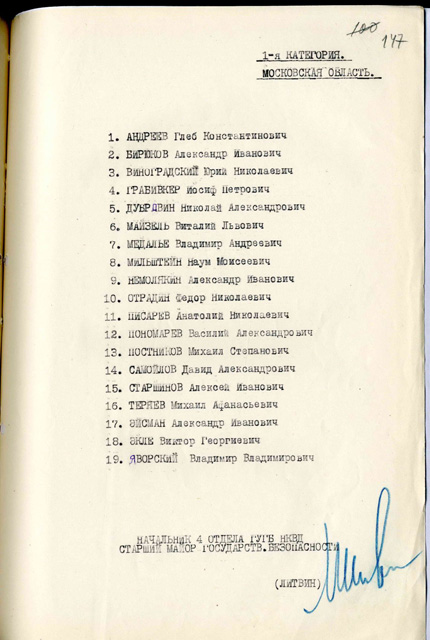 100
147
1-я КАТЕГОРИЯ.
МОСКОВСКАЯ ОБЛАСТЬ.
1. АНДРЕЕВ Глеб Константинович
2. БИРЮКОВ Александр Иванович
3. ВИНОГРАДСКИЙ Юрий Николаевич
4. ГРАБИВКЕР Иосиф Петрович
5. ДУБРЯВИН Николай Александрович
6. МАЙЗЕЛЬ Виталий Львович
7. МЕДАЛЬЕ Владимир Андреевич
8. МИЛЬШТЕЙН Наум Моисеевич
9. НЕМОЛЯКИН Александр Иванович
10. ОТРАДИН Федор Николаевич
11. ПИСАРЕВ Анатолий Николаевич
12. ПОНОМАРЕВ Василий Александрович
13. ПОСТНИКОВ Михаил Степанович
14. САМОЙЛОВ Давид Александрович
15. СТАРШИНОВ Алексей Иванович
16. ТЕРЯЕВ Михаил Афанасьевич
17. ЭЙСМАН Александр Иванович
18. ЭКЛЕ Виктор Георгиевич
19. ЯВОРСКИЙ Владимир Владимирович
НАЧАЛЬНИК 4 ОТДЕЛА ГУГБ НКВД
СТАРШИЙ МАЙОР ГОСУДАРСТВ.БЕЗОПАСНОСТИ
(ЛИТВИН)